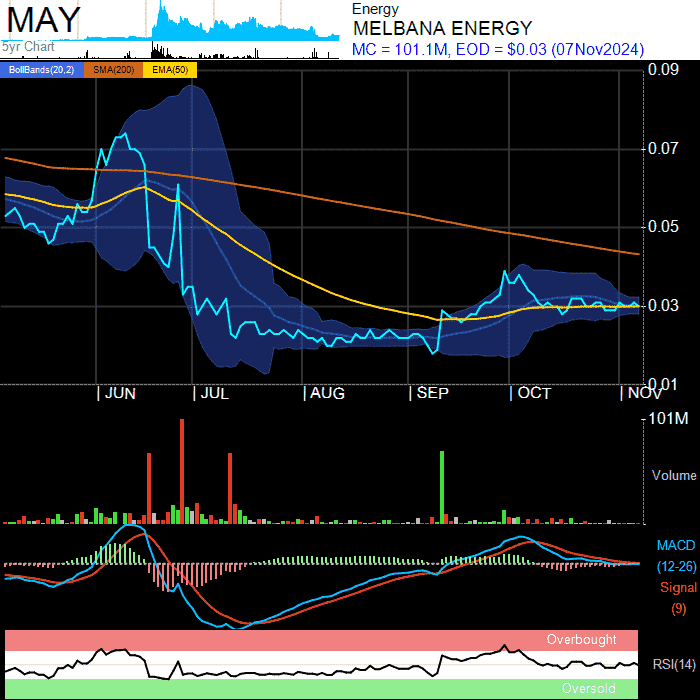 MAY
5yr Chart
Energy
MELBANA ENERGY
MC = 101.1M, EOD = $0.03 (07Nov2024)
BollBands(20,2) SMA(200) EMA(50)
0.09
0.07
0.05
0.03
0.01
JUN JUL AUG SEP OCT NOV
101M
Volume
MACD
(12-26)
Signal
(9)
Overbought
RSI(14)
Oversold